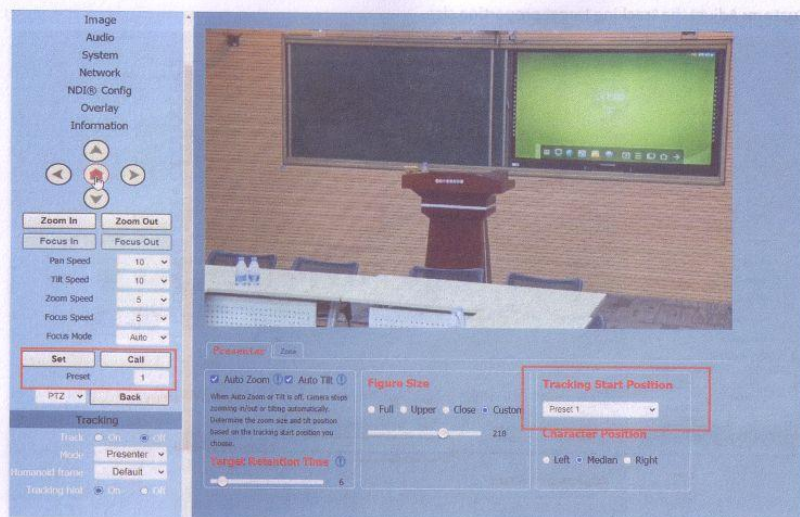 Image
Audio
System
Network
NDI® Config
Overlay
Information
Zoom In Zoom Out
Focus In Focus Out
Pan Speed 10
Tilt Speed 10
Zoom Speed 5
Focus Speed 5
Focus Mode Auto
Set Call
Preset 1
PTZ Back
Tracking
Track On Off
Mode Presenter
Humanoid frame Default
Tracking hint On Off
Presenter Zone
Auto Zoom Auto Tilt
When Auto Zoom or Tilt is off, camera stops
zooming-in/out or tilting automatically.
Determine the zoom size and tilt position
based on the tracking start position you
choose.
Target Retention Time
6
Figure Size
Full Upper Close Custom
210
Tracking Start Position
Preset 1
Character Position
Left Median Right